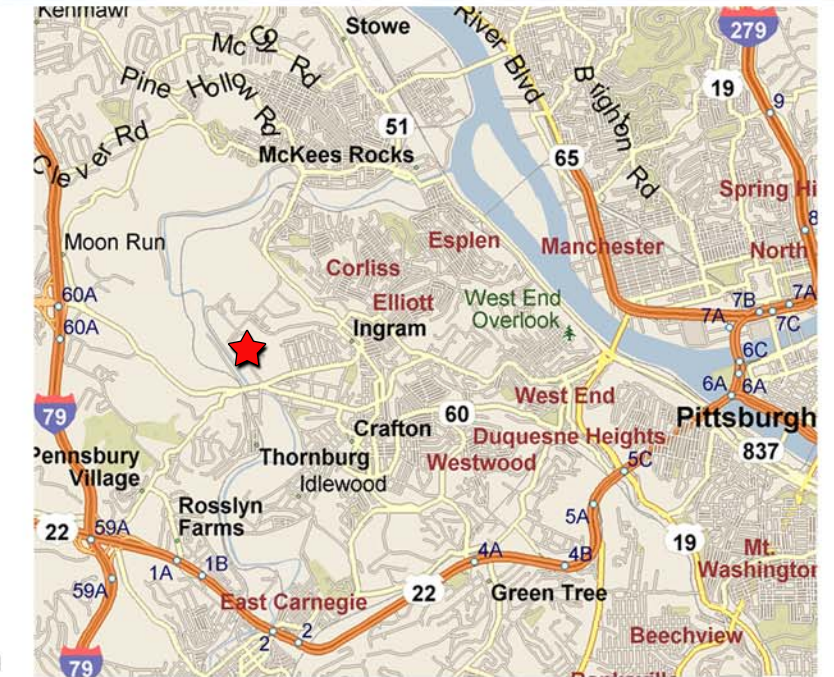 Kenmawr
Stowe
River Blvd
279
Mc Coy Rd
Pine Hollow Rd
Brighton Rd
19
9
51
Clever Rd
McKees Rocks
65
Spring Hi
8
Moon Run
Esplen
Manchester
North
Corliss
60A
Elliott
West End
Overlook
7B
7A
7A
7C
60A
Ingram
6C
6A
6A
West End
79
60
Pittsburgh
Crafton
Duquesne Heights
837
Pennsbury
Village
Thornburg
Westwood
5C
Idlewood
Rosslyn
Farms
5A
22
59A
19
1A
1B
4A
4B
Mt.
Washington
59A
22
Green Tree
East Carnegie
2
2
Beechview
79